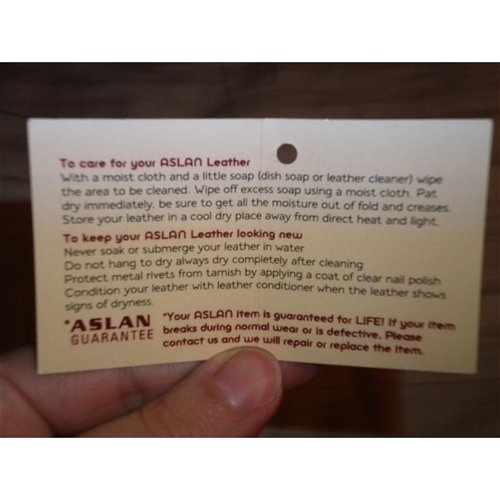 To care for your ASLAN Leather
With a moist cloth and a little soap (dish soap or leather cleaner) wipe
the area to be cleaned. Wipe off excess soap using a moist cloth. Pat
dry immediately, be sure to get all the moisture out of fold and creases.
Store your leather in a cool dry place away from direct heat and light.
To keep your ASLAN Leather looking new
Never soak or submerge your leather in water
Do not hang to dry always dry completely after cleaning
Protect metal rivets from tarnish by applying a coat of clear nail polish
Condition your leather with leather conditioner when the leather shows
signs of dryness.
*ASLAN
GUARANTEE
*Your ASLAN item is guaranteed for LIFE! If your item
breaks during normal wear or is defective, Please
contact us and we will repair or replace the item.